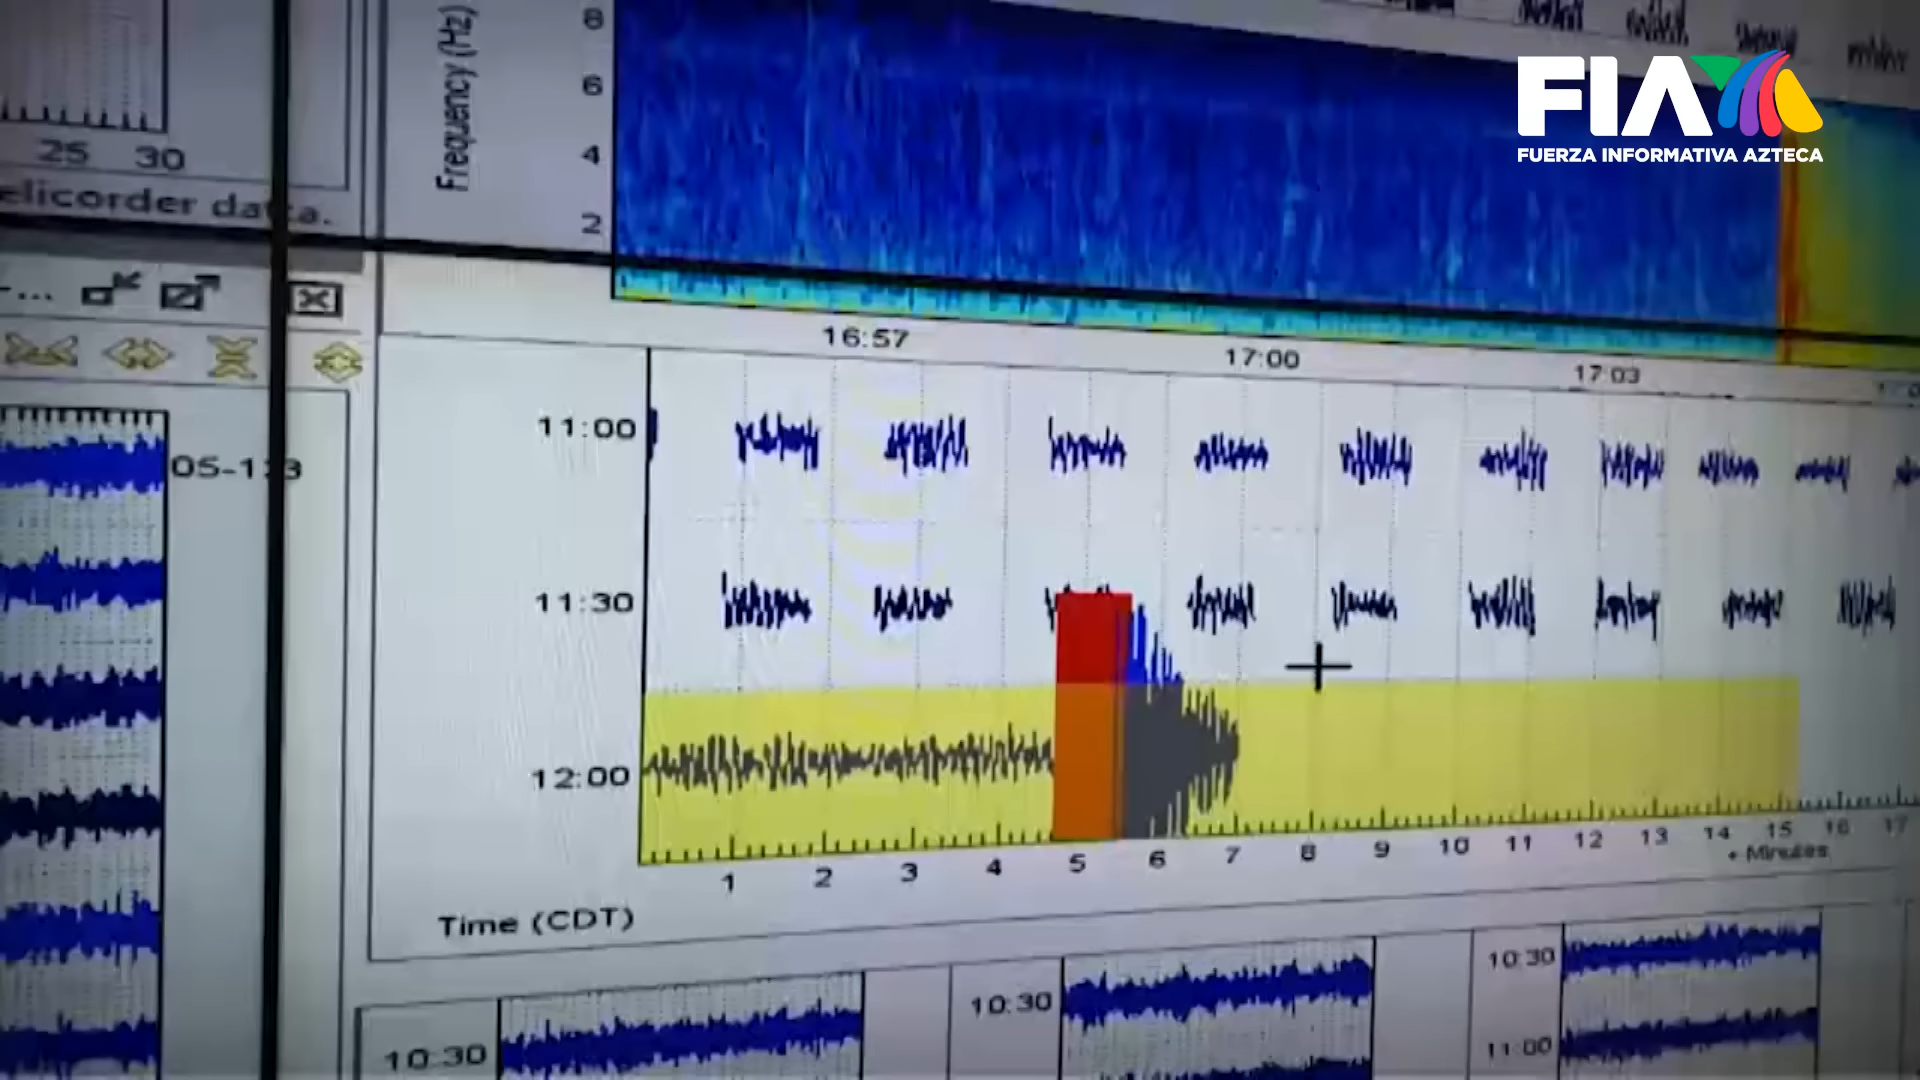 Frequency (Hz)
8
6
4
2
FIA
FUERZA INFORMATIVA AZTECA
25 30
elicorder data.
...
16:57
17:00
17:03
11:00
05-1
11:30
12:00
1 2 3 4 5 6 7 8 9 10 11 12 13 14 15 16 17
+ Minutes
Time (CDT)
10:30
10:30
10:30
11:00